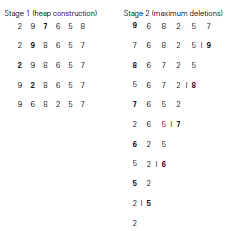 Stage 1 (heap construction)
2 9 7 6 5 8
2 9 8 6 5 7
2 9 8 6 5 7
9 2 8 6 5 7
9 6 8 2 5 7
Stage 2 (maximum deletions)
9 6 8 2 5 7
7 6 8 2 5 | 9
8 6 7 2 5
5 6 7 2 | 8
7 6 5 2
2 6 5 | 7
6 2 5
5 2 | 6
5 2
2 | 5
2